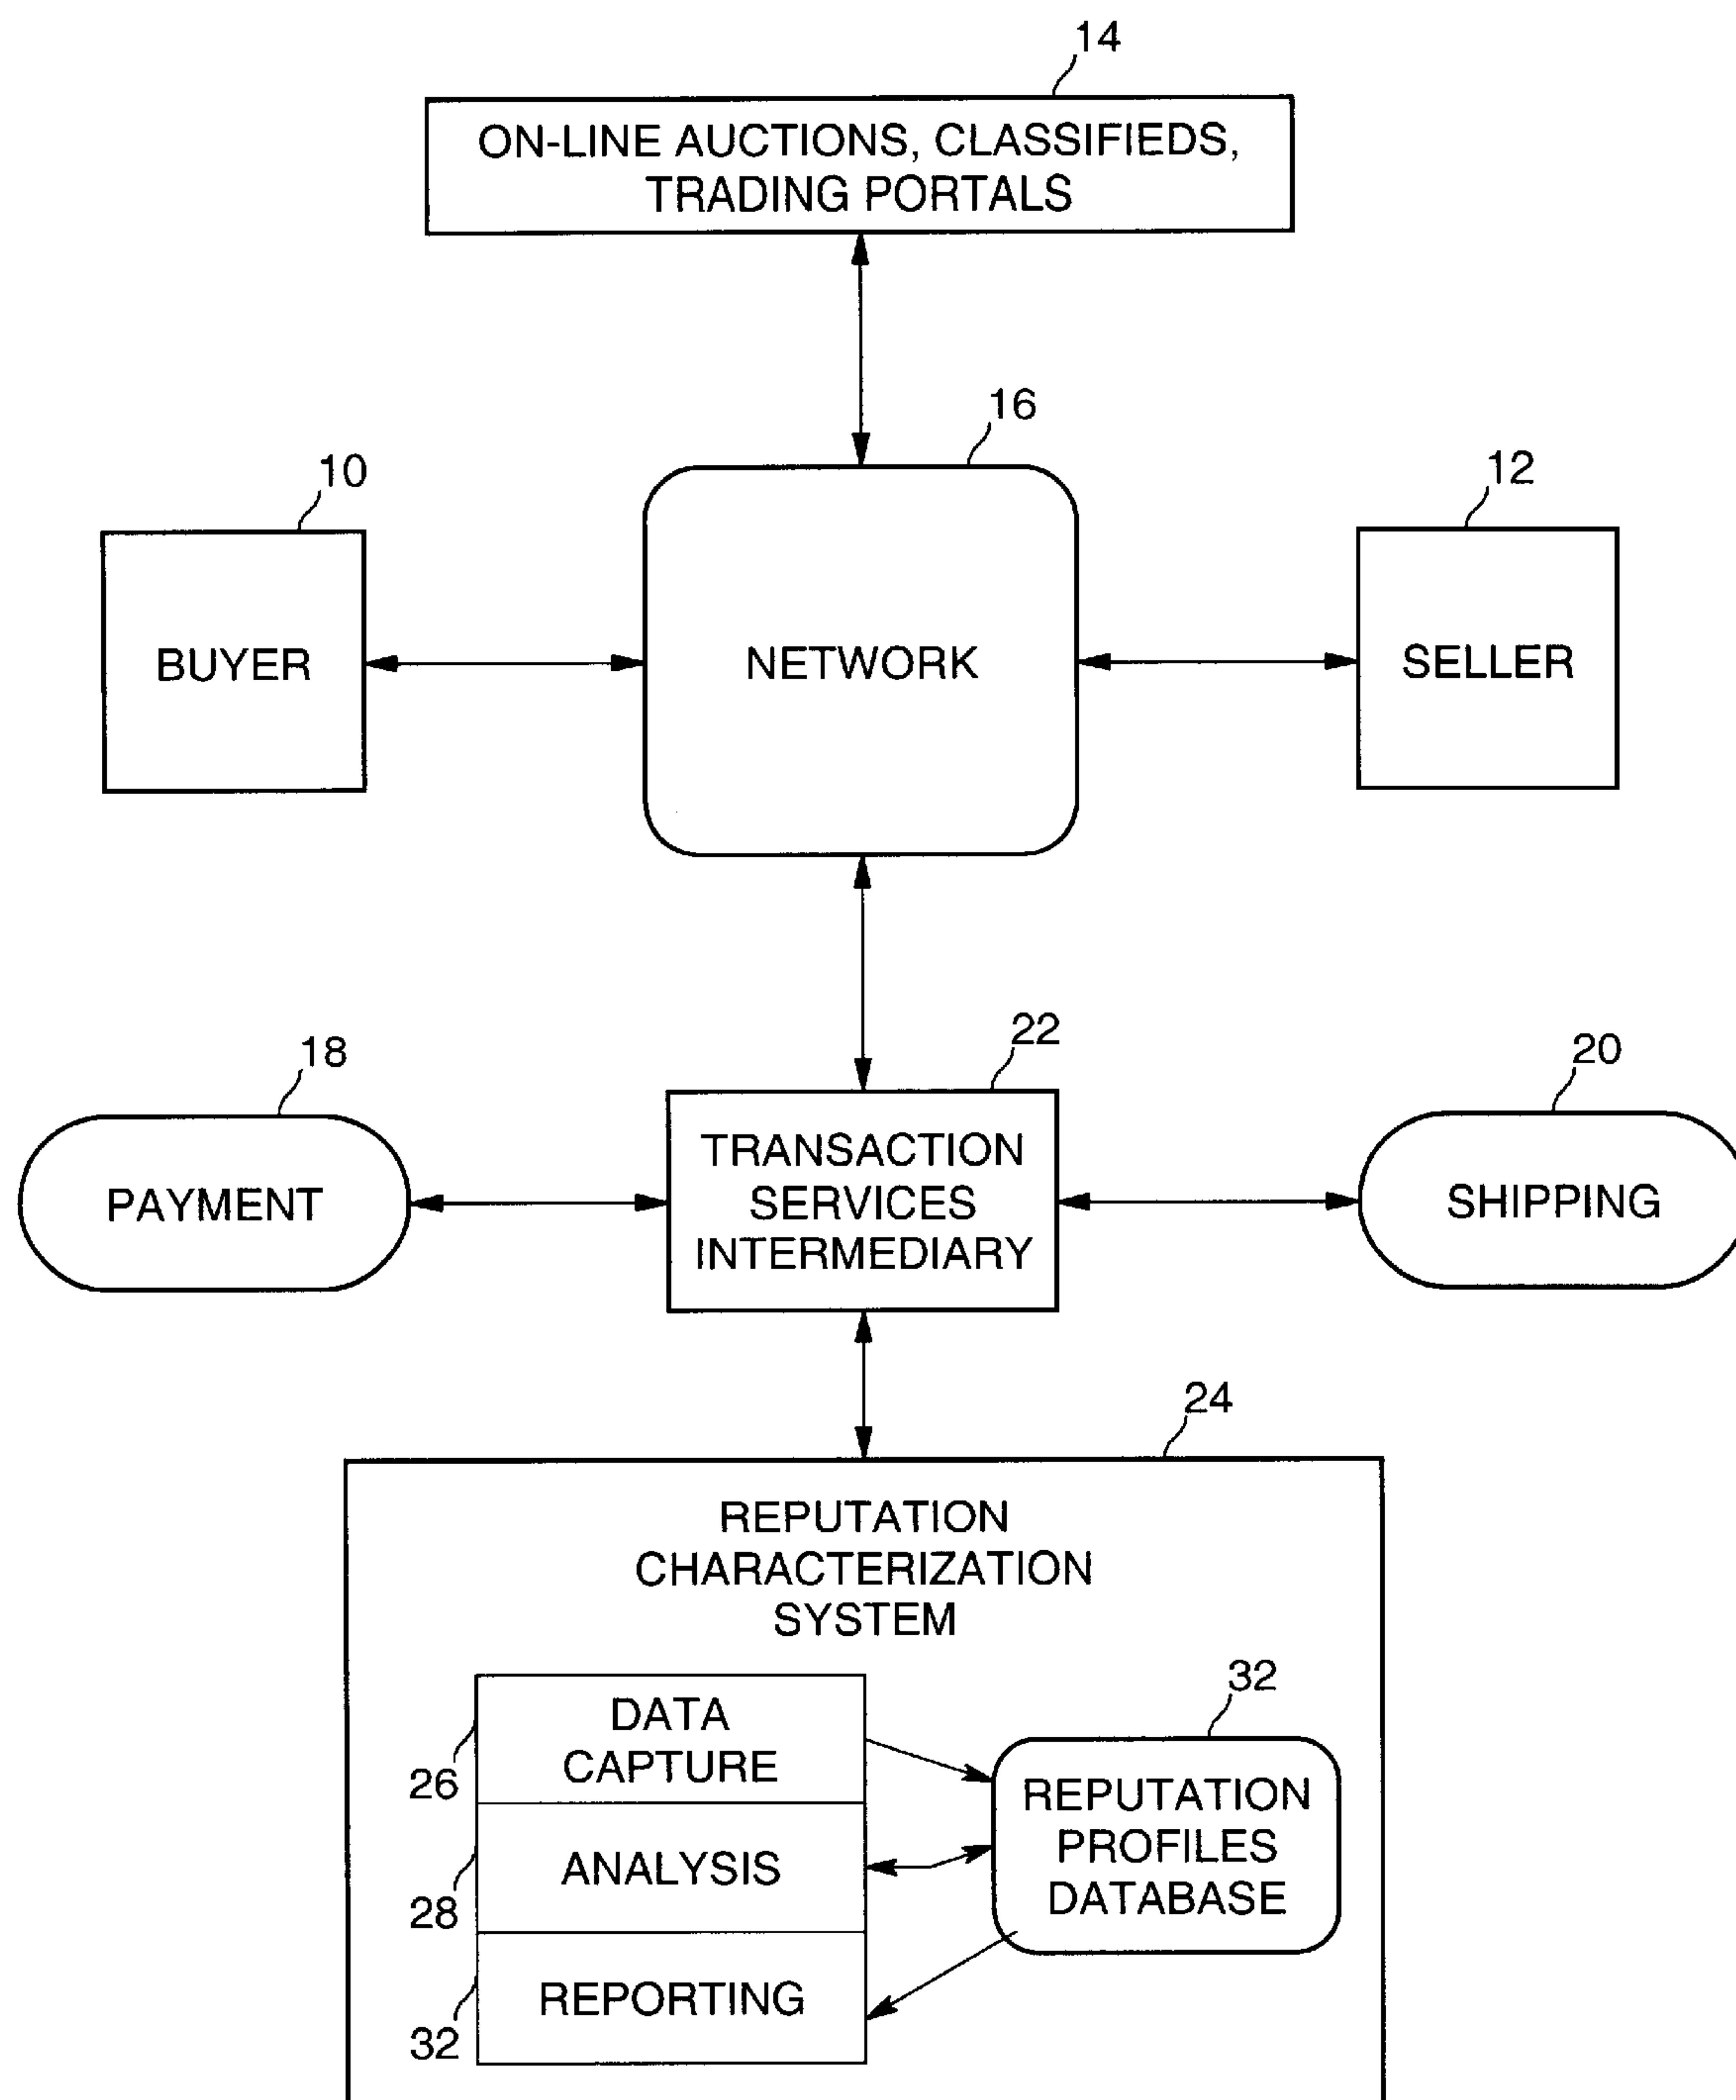 14
ON-LINE AUCTIONS, CLASSIFIEDS,
TRADING PORTALS
16
10
12
BUYER
NETWORK
SELLER
18
22
20
PAYMENT
TRANSACTION
SERVICES
INTERMEDIARY
SHIPPING
24
REPUTATION
CHARACTERIZATION
SYSTEM
32
26
DATA
CAPTURE
28
ANALYSIS
32
REPORTING
REPUTATION
PROFILES
DATABASE